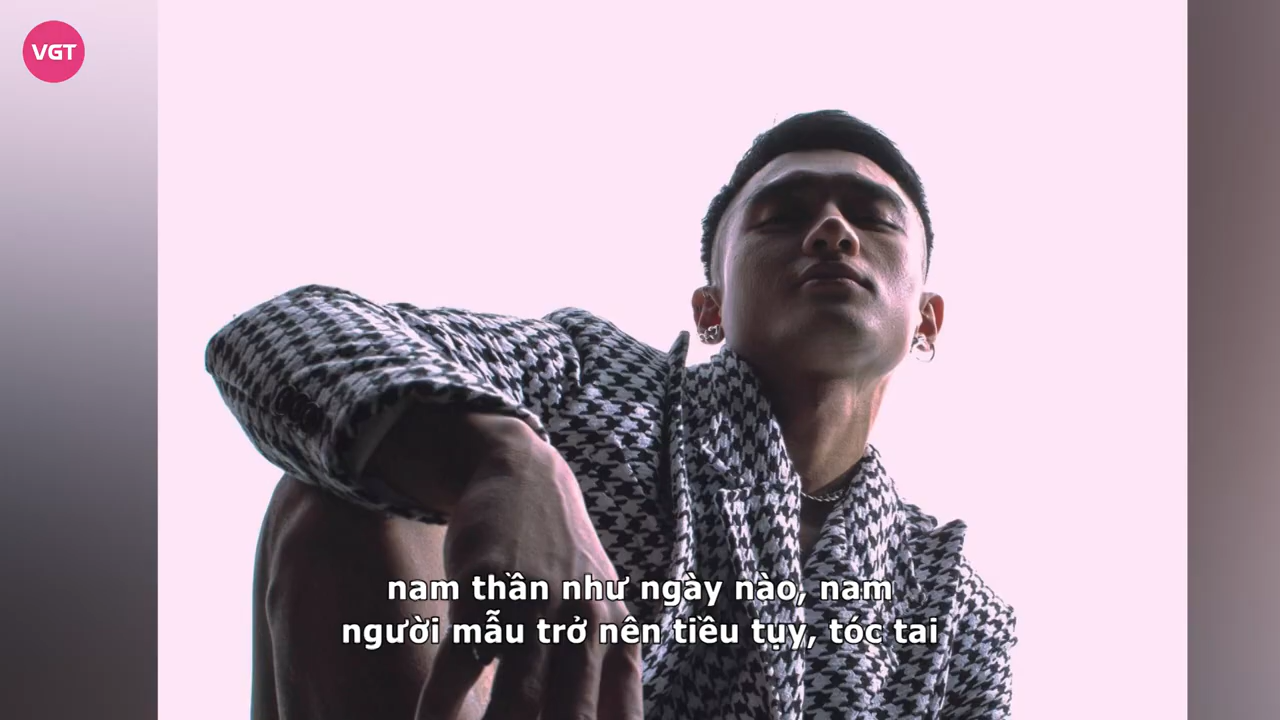 VGT
nam thần như ngày nào, nam
người mẫu trở nên tiều tụy, tóc tai